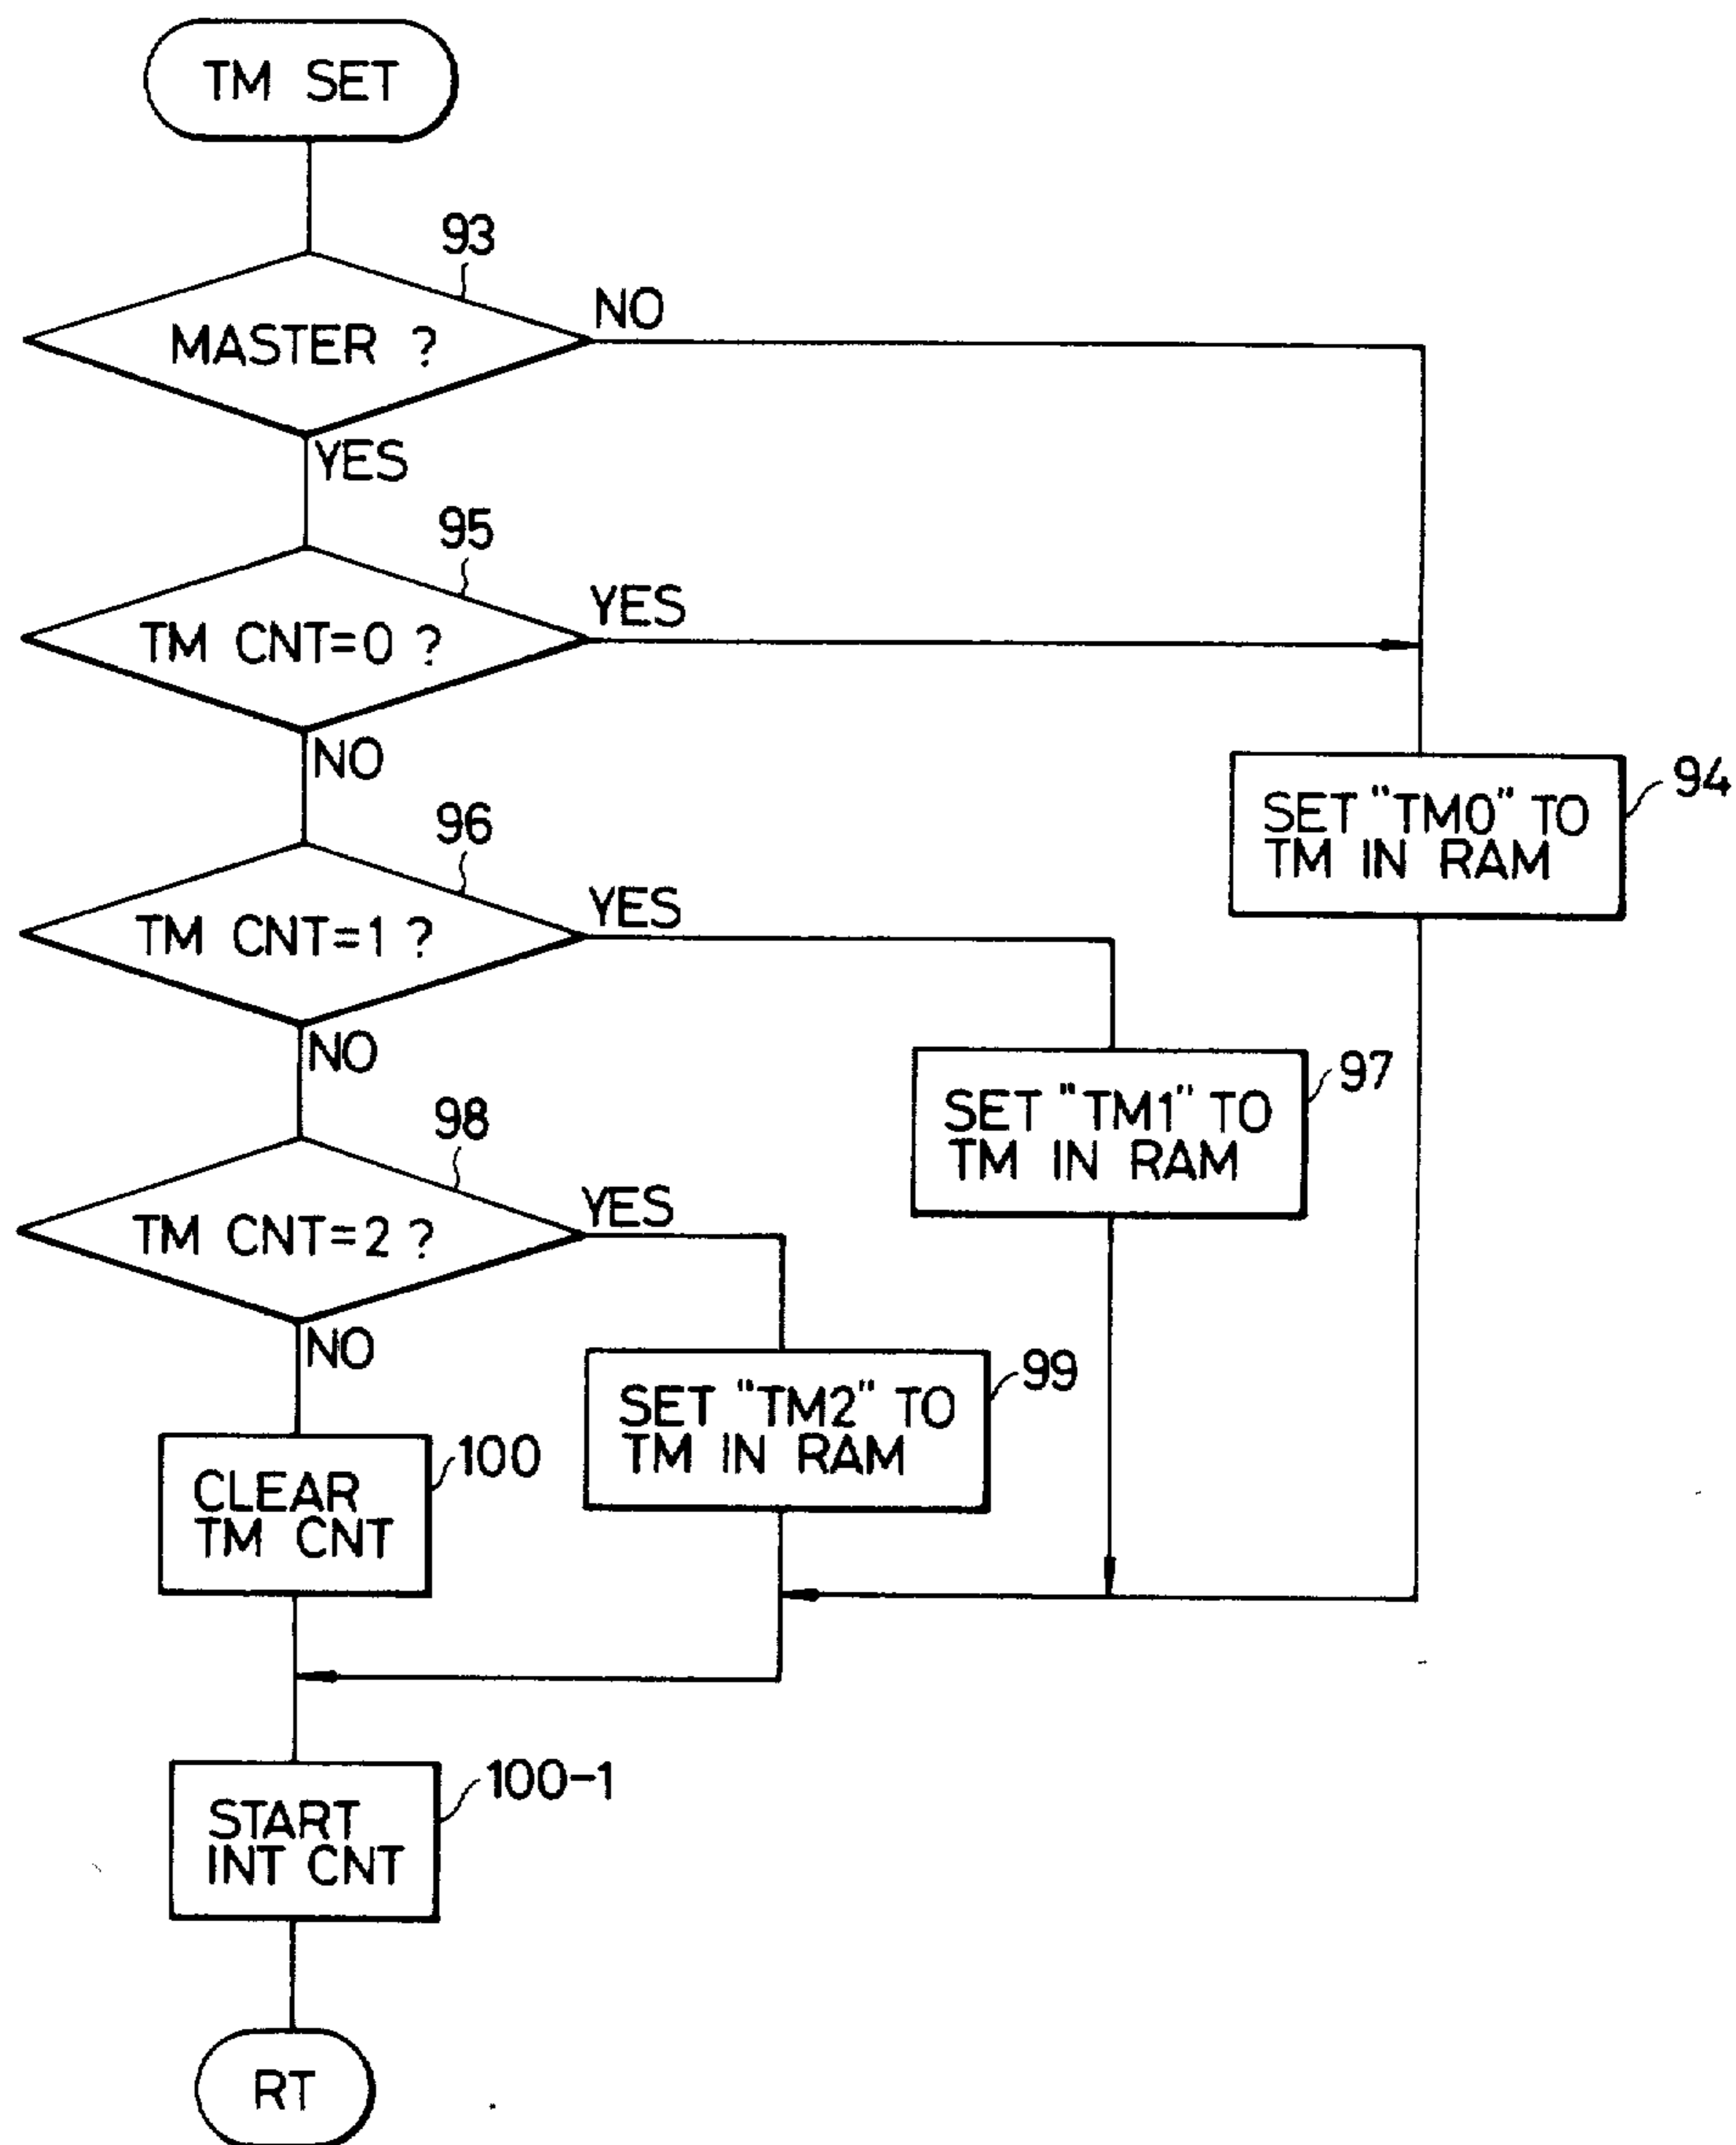 TM SET
93
MASTER ?
NO
YES
95
TM CNT=0 ?
YES
NO
94
SET "TM0" TO
TM IN RAM
96
TM CNT=1 ?
YES
NO
97
SET "TM1" TO
TM IN RAM
98
TM CNT=2 ?
YES
NO
99
SET "TM2" TO
TM IN RAM
100
CLEAR
TM CNT
100-1
START
INT CNT
RT